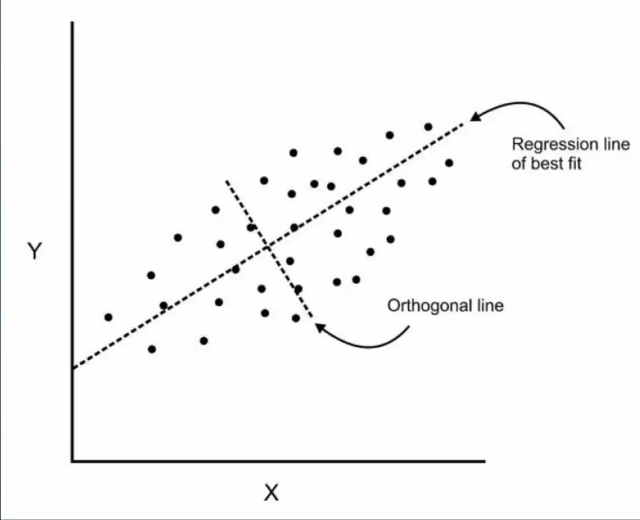 Regression line
of best fit
Y
Orthogonal line
X